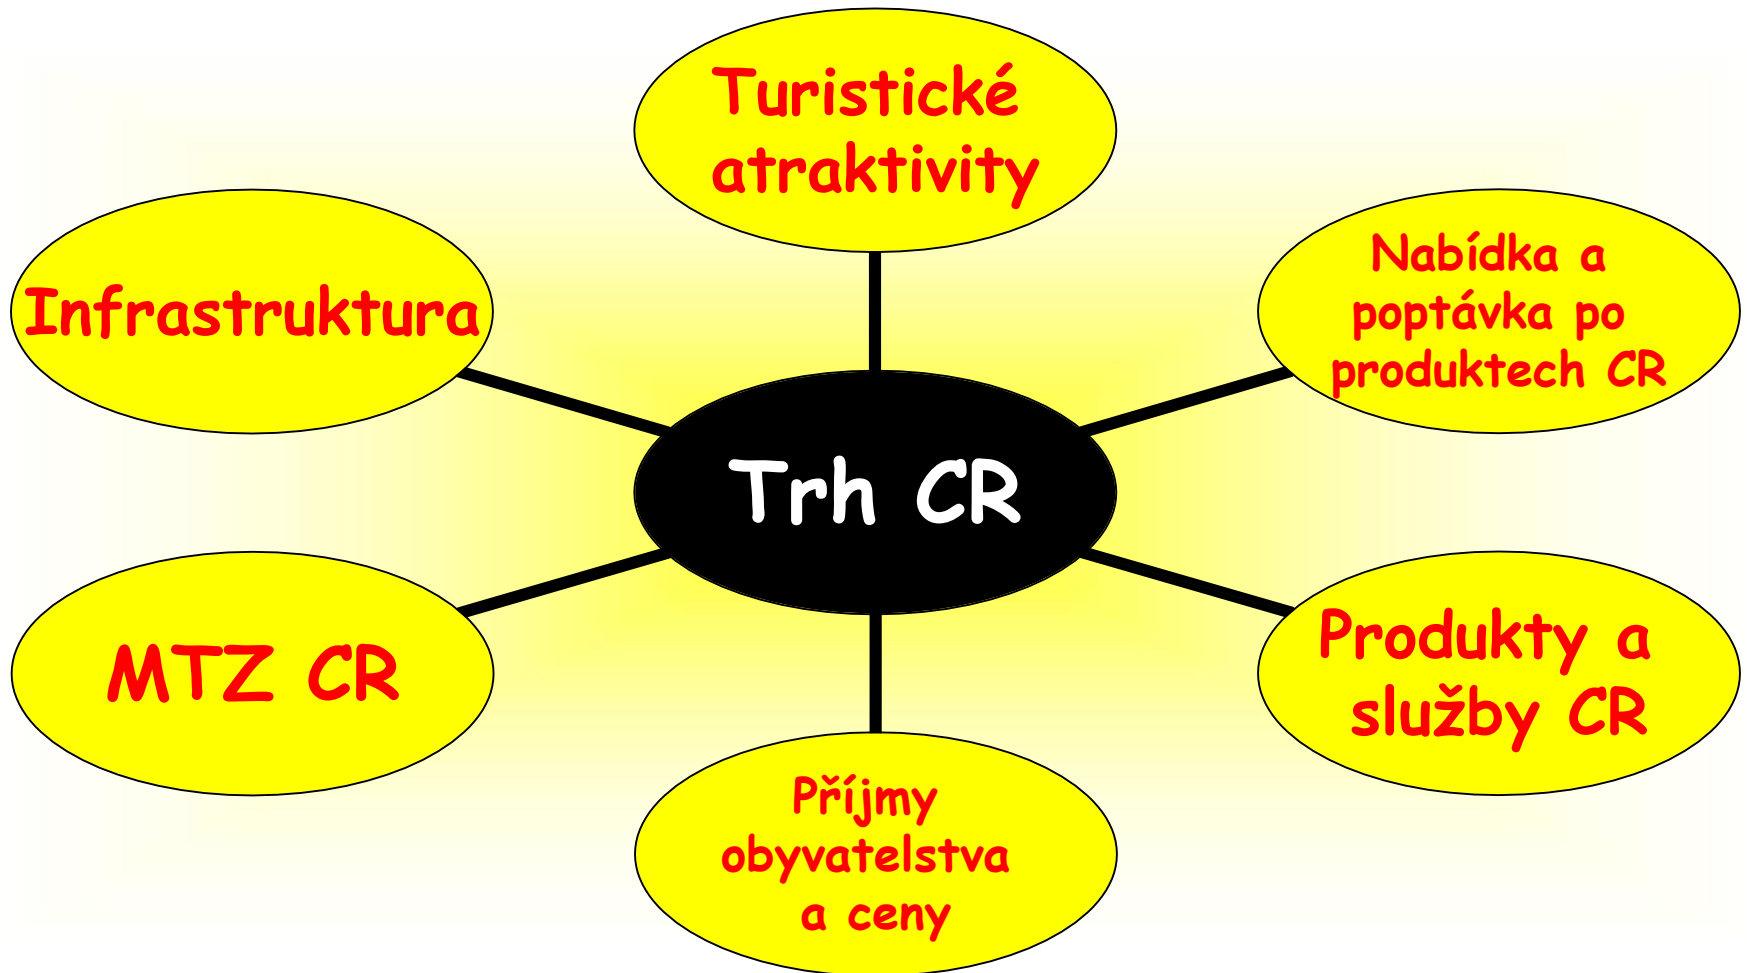 Turistické
atraktivity
Infrastruktura
Nabídka a
poptávka po
produktech CR
Trh CR
MTZ CR
Produkty a
služby CR
Příjmy
obyvatelstva
a ceny